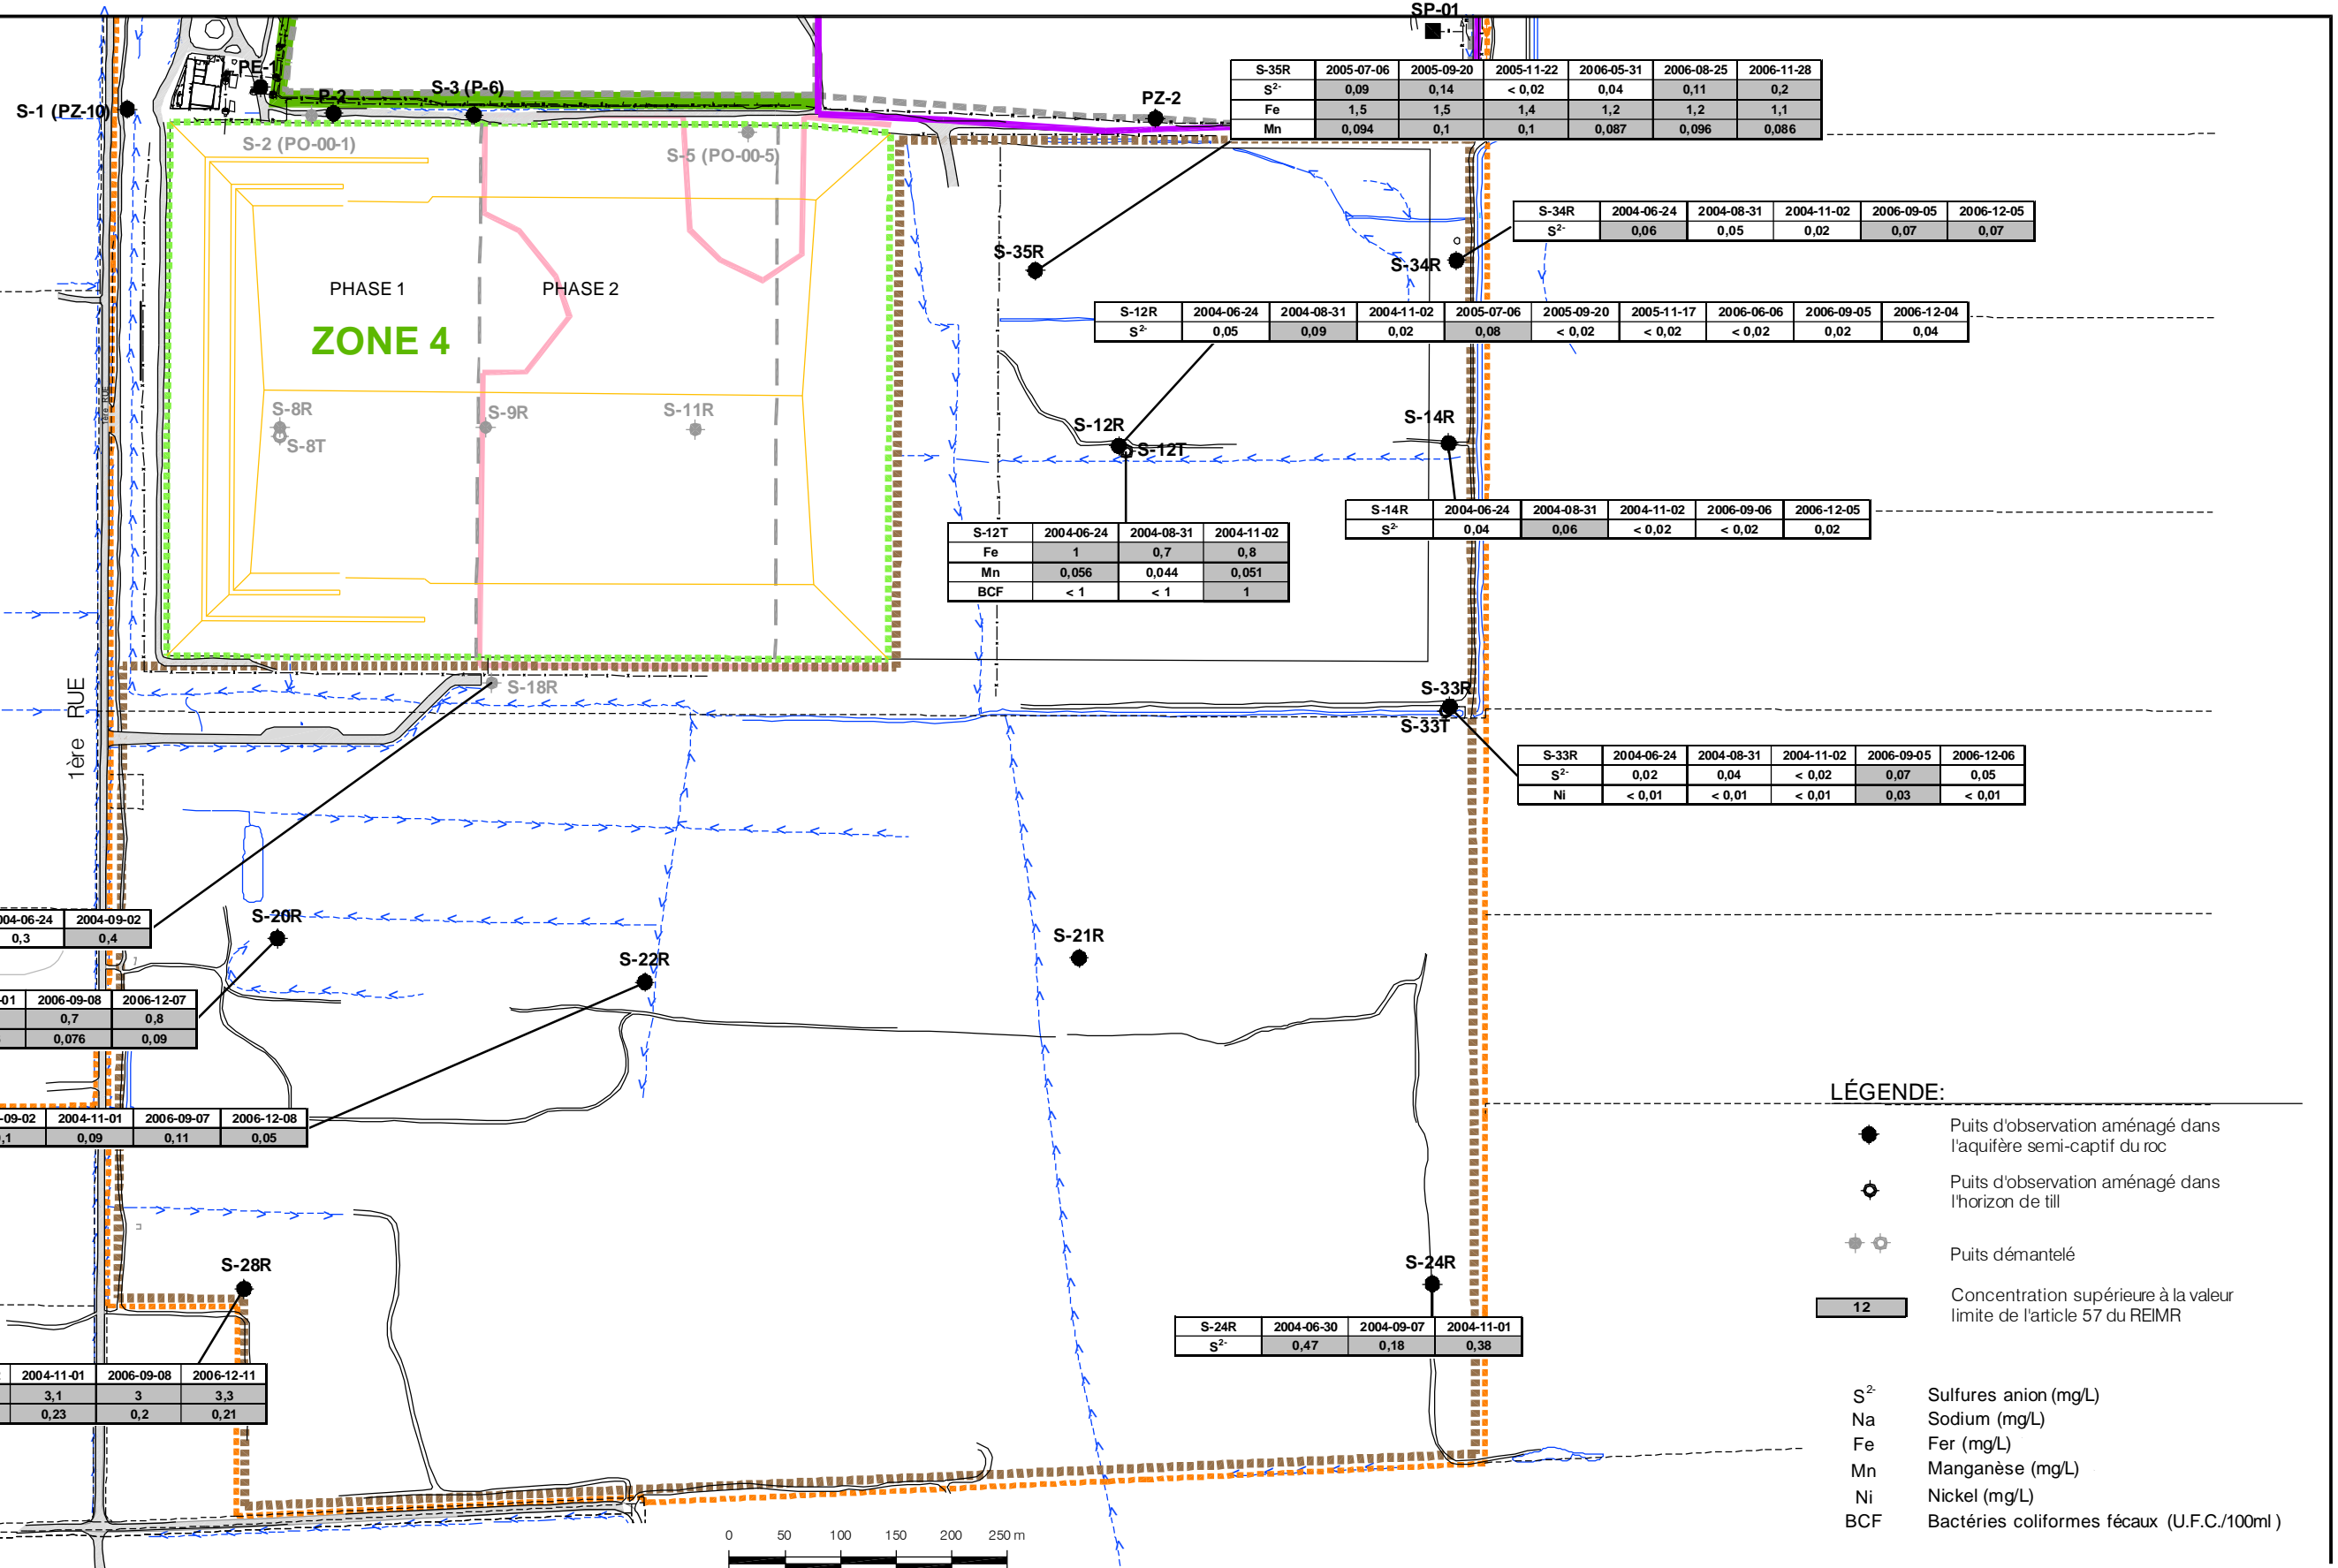 SP-01
S-35R 2005-07-06 2005-09-20 2005-11-22 2006-05-31 2006-08-25 2006-11-28
S2- 0,09 0,14 < 0,02 0,04 0,11 0,2
Fe 1,5 1,5 1,4 1,2 1,2 1,1
Mn 0,094 0,1 0,1 0,087 0,096 0,086
PE-1
S-1 (PZ-10)
P-2
S-3 (P-6)
PZ-2
S-2 (PO-00-1)
S-5 (PO-00-5)
S-34R 2004-06-24 2004-08-31 2004-11-02 2006-09-05 2006-12-05
S2- 0,06 0,05 0,02 0,07 0,07
S-35R
S-34R
PHASE 1
PHASE 2
ZONE 4
S-12R 2004-06-24 2004-08-31 2004-11-02 2005-07-06 2005-09-20 2005-11-17 2006-06-06 2006-09-05 2006-12-04
S2- 0,05 0,09 0,02 0,08 < 0,02 < 0,02 < 0,02 0,02 0,04
1ère RUE
S-8R
S-8T
S-9R
S-11R
S-12R
S-12T
S-14R
S-14R 2004-06-24 2004-08-31 2004-11-02 2006-09-06 2006-12-05
S2- 0,04 0,06 < 0,02 < 0,02 0,02
S-12T 2004-06-24 2004-08-31 2004-11-02
Fe 1 0,7 0,8
Mn 0,056 0,044 0,051
BCF < 1 < 1 1
S-18R
1ère RUE
S-33R
S-33T
S-33R 2004-06-24 2004-08-31 2004-11-02 2006-09-05 2006-12-06
S2- 0,02 0,04 < 0,02 0,07 0,05
Ni < 0,01 < 0,01 < 0,01 0,03 < 0,01
004-06-24 2004-09-02
0,3 0,4
S-20R
S-22R
S-21R
-01 2006-09-08 2006-12-07
0,7 0,8
0,076 0,09
-09-02 2004-11-01 2006-09-07 2006-12-08
,1 0,09 0,11 0,05
S-28R
S-24R
S-24R 2004-06-30 2004-09-07 2004-11-01
S2- 0,47 0,18 0,38
2004-11-01 2006-09-08 2006-12-11
3,1 3 3,3
0,23 0,2 0,21
LÉGENDE:
Puits d'observation aménagé dans
l'aquifère semi-captif du roc
Puits d'observation aménagé dans
l'horizon de till
Puits démantelé
12
Concentration supérieure à la valeur
limite de l'article 57 du REIMR
S2- Sulfures anion (mg/L)
Na Sodium (mg/L)
Fe Fer (mg/L)
Mn Manganèse (mg/L)
Ni Nickel (mg/L)
BCF Bactéries coliformes fécaux (U.F.C./100ml )
0 50 100 150 200 250 m